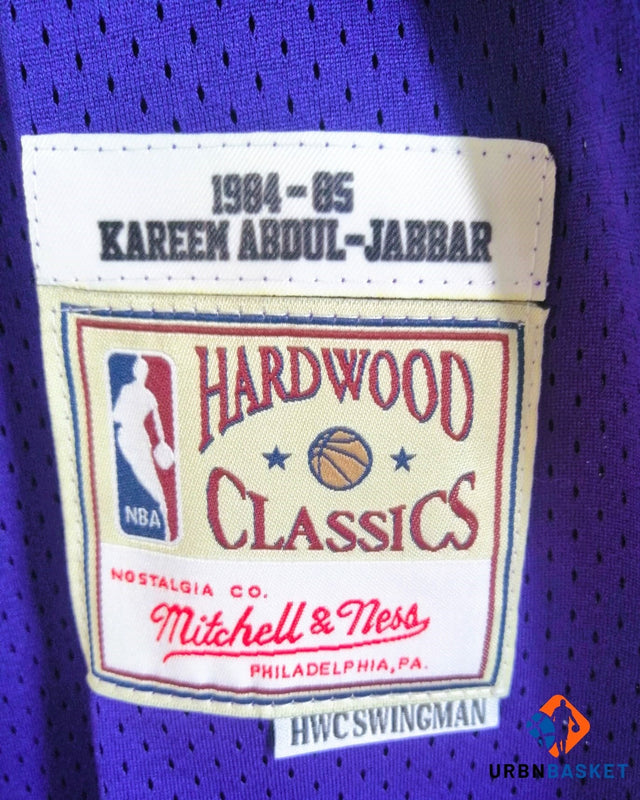 1984-85
KAREEM ABDUL-JABBAR
HARDWOOD
CLASSICS
NBA
NOSTALGIA CO.
Mitchell & Ness
PHILADELPHIA, PA.
HWC SWINGMAN
URBNBASKET